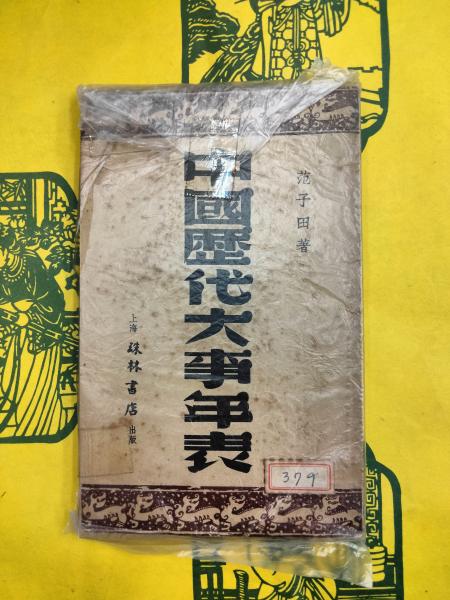 范子田著
中國歷代大事年表
上海
珠林書店
出版
379